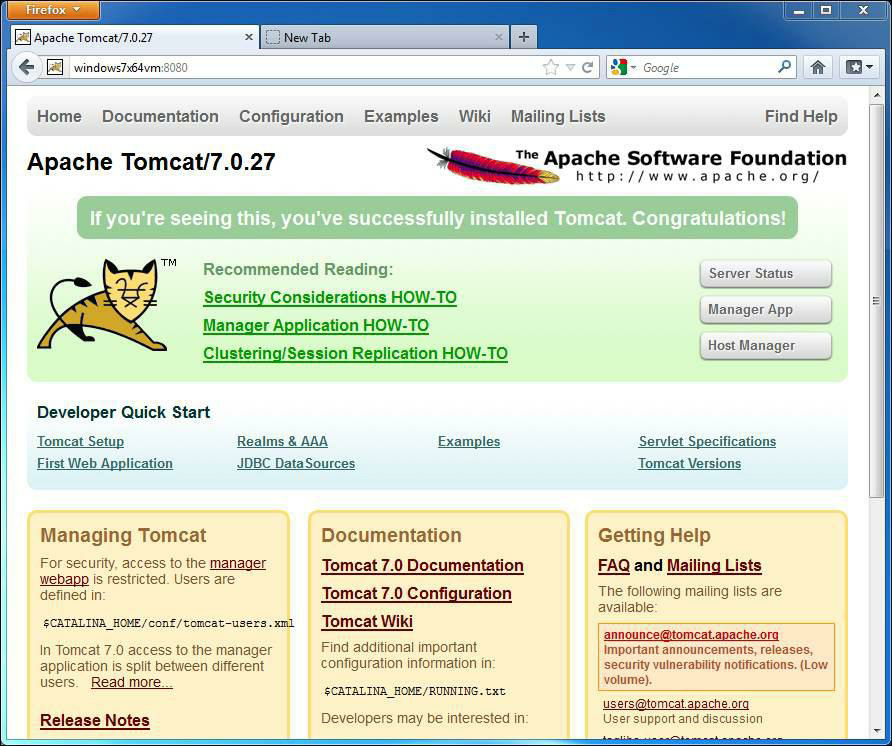 Firefox
Apache Tomcat/7.0.27
New Tab
windows7x64vm:8080
Google
Home Documentation Configuration Examples Wiki Mailing Lists Find Help
Apache Tomcat/7.0.27
The Apache Software Foundation
http://www.apache.org/
If you're seeing this, you've successfully installed Tomcat. Congratulations!
TM
Recommended Reading:
Security Considerations HOW-TO
Manager Application HOW-TO
Clustering/Session Replication HOW-TO
Server Status
Manager App
Host Manager
Developer Quick Start
Tomcat Setup Realms & AAA Examples Servlet Specifications
First Web Application JDBC DataSources Tomcat Versions
Managing Tomcat
For security, access to the manager
webapp is restricted. Users are
defined in:
$CATALINA_HOME/conf/tomcat-users.xml
In Tomcat 7.0 access to the manager
application is split between different
users. Read more...
Release Notes
Documentation
Tomcat 7.0 Documentation
Tomcat 7.0 Configuration
Tomcat Wiki
Find additional important
configuration information in:
$CATALINA_HOME/RUNNING.txt
Developers may be interested in:
Getting Help
FAQ and Mailing Lists
The following mailing lists are
available:
announce@tomcat.apache.org
Important announcements, releases,
security vulnerability notifications. (Low
volume).
users@tomcat.apache.org
User support and discussion
taglibs-user@tomcat.apache.org